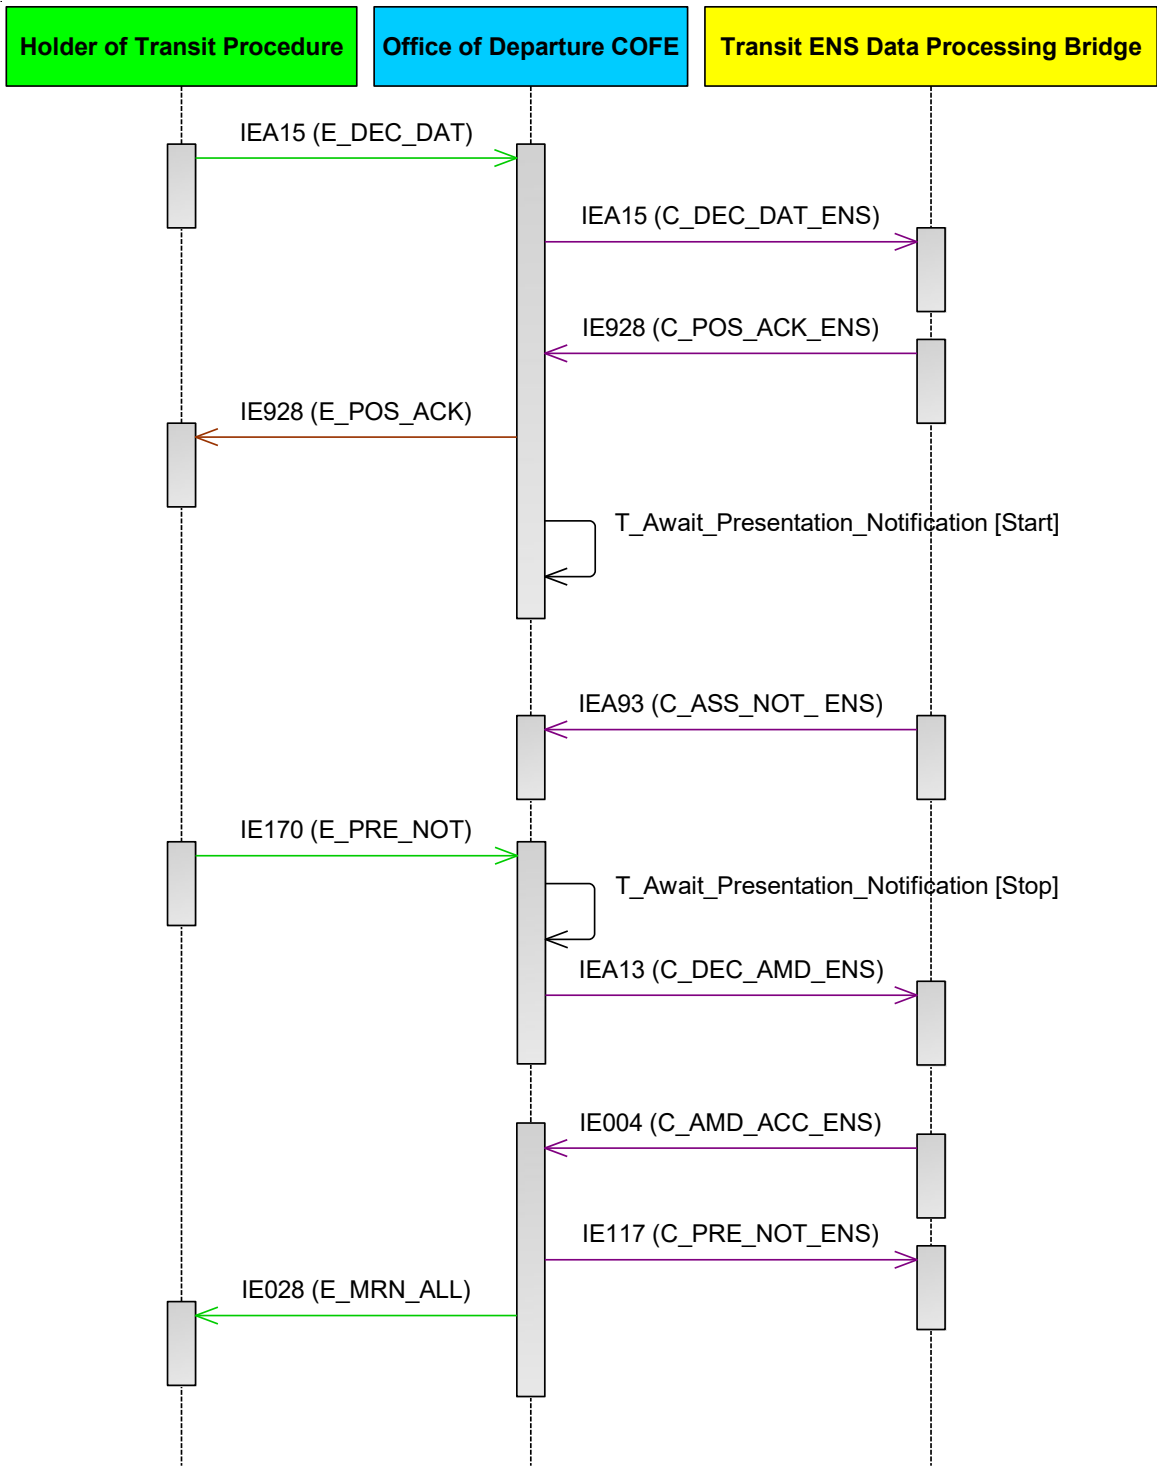 Holder of Transit Procedure
Office of Departure COFE
Transit ENS Data Processing Bridge
IEA15 (E_DEC_DAT)
IEA15 (C_DEC_DAT_ENS)
IE928 (C_POS_ACK_ENS)
IE928 (E_POS_ACK)
T_Await_Presentation_Notification [Start]
IEA93 (C_ASS_NOT_ ENS)
IE170 (E_PRE_NOT)
T_Await_Presentation_Notification [Stop]
IEA13 (C_DEC_AMD_ENS)
IE004 (C_AMD_ACC_ENS)
IE117 (C_PRE_NOT_ENS)
IE028 (E_MRN_ALL)